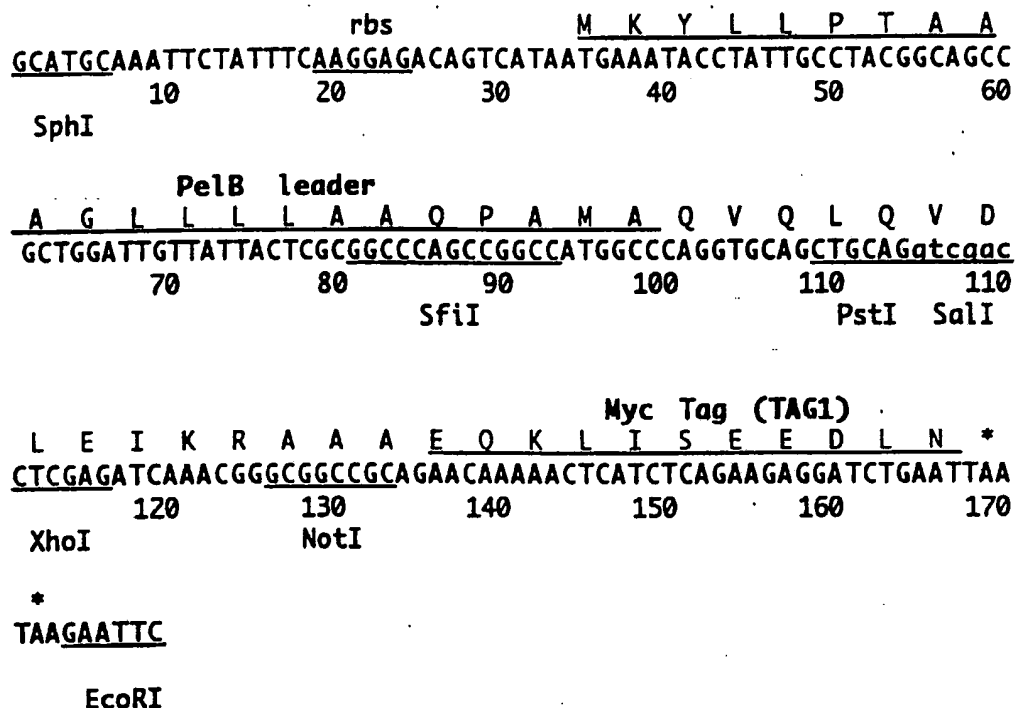 rbs M K Y L L P T A A
GCATGCAAATTCTATTTCAAGGAGACAGTCATAATGAAATACCTATTGCCTACGGCAGCC
10 20 30 40 50 60
SphI
PelB leader
A G L L L L A A Q P A M A Q V Q L Q V D
GCTGGATTGTTATTACTCGCGGCCCAGCCGGCCATGGCCCAGGTGCAGCTGCAGgtcgac
70 80 90 100 110 110
SfiI PstI SalI
Myc Tag (TAG1)
L E I K R A A A E Q K L I S E E D L N *
CTCGAGATCAAACGGGCGGCCGCAGAACAAAAACTCATCTCAGAAGAGGATCTGAATTAA
120 130 140 150 160 170
XhoI NotI
*
TAAGAATTC
EcoRI